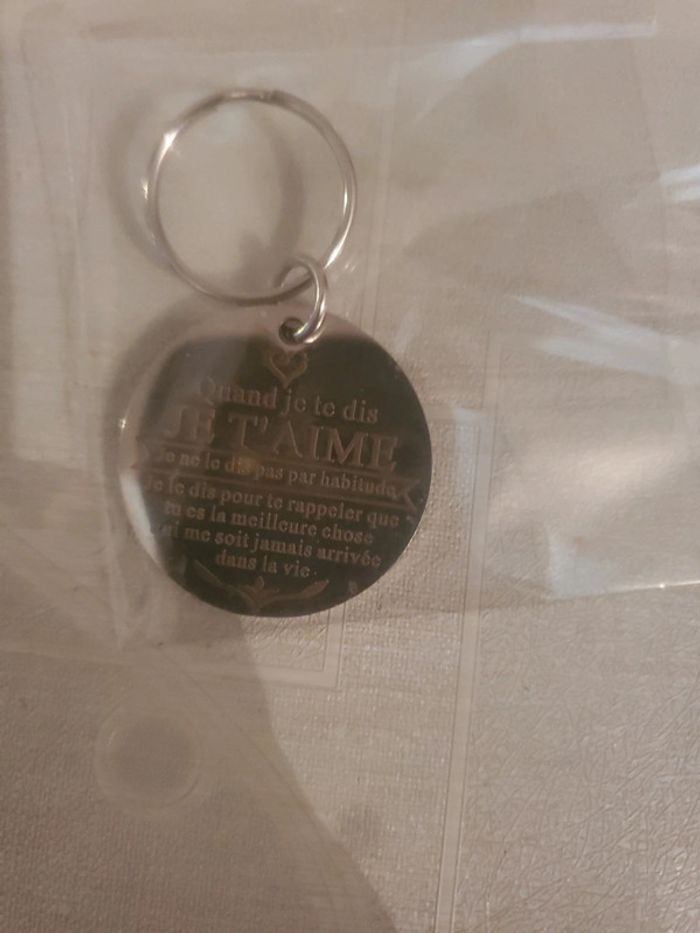 Quand je te dis
JE T'AIME
Je ne le dis pas par habitude
Je le dis pour te rappeler que
tu es la meilleure chose
qui me soit jamais arrivée
dans la vie